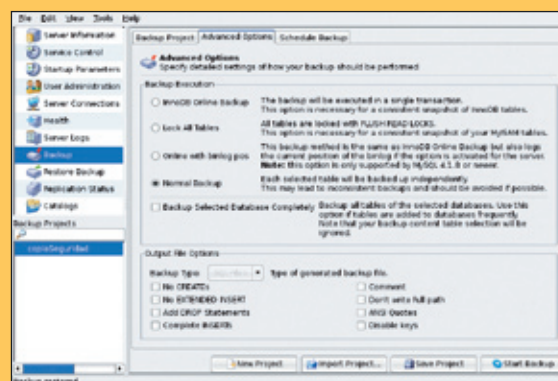 File Edit View Tools Help
Server Information
Service Control
Startup Parameters
User Administration
Server Connections
Health
Server Logs
Backup
Restore Backup
Replication Status
Catalogs
Backup Projects
copiaSeguridad
Backup Project Advanced Options Schedule Backup
Advanced Options
Specify detailed settings of how your backup should be performed
Backup Execution
InnoDB Online Backup The backup will be executed in a single transaction.
This option is necessary for a consistent snapshot of InnoDB tables.
Lock All Tables All tables are locked with FLUSH READ LOCKS.
This option is necessary for a consistent snapshot of your MyISAM tables.
Online with binlog pos This backup method is the same as InnoDB Online Backup but also logs
the current position of the binlog if the option is activated for the server.
Note: this option is only supported by MySQL 4.1.8 or newer.
Normal Backup Each selected table will be backed up independently.
This may lead to inconsistent backups and should be avoided if possible.
Backup Selected Database Completely Backup all tables of the selected databases. Use this
option if tables are added to databases frequently.
Note that your backup content table selection will be
ignored.
Output File Options
Backup Type Type of generated backup file.
No CREATEs Comment
No EXTENDED INSERT Don't write full path
Add DROP Statements ANSI Quotes
Complete INSERTs Disable keys
New Project Import Project... Save Project Start Backup